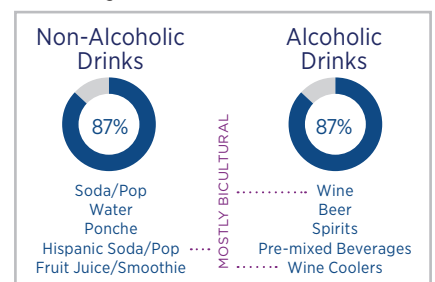 Non-Alcoholic
Drinks
87%
Soda/Pop
Water
Ponche
Hispanic Soda/Pop
Fruit Juice/Smoothie
MOSTLY BICULTURAL
Alcoholic
Drinks
87%
Wine
Beer
Spirits
Pre-mixed Beverages
Wine Coolers